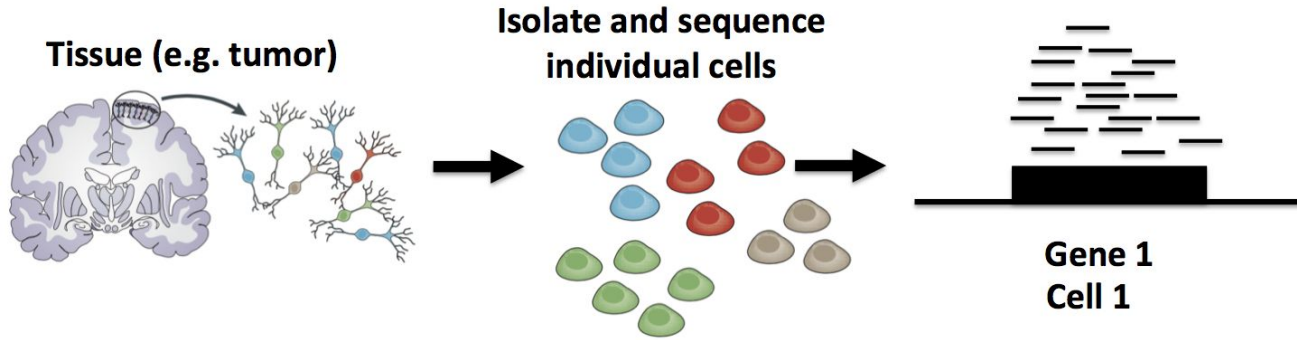 Tissue (e.g. tumor)
Isolate and sequence
individual cells
Gene 1
Cell 1